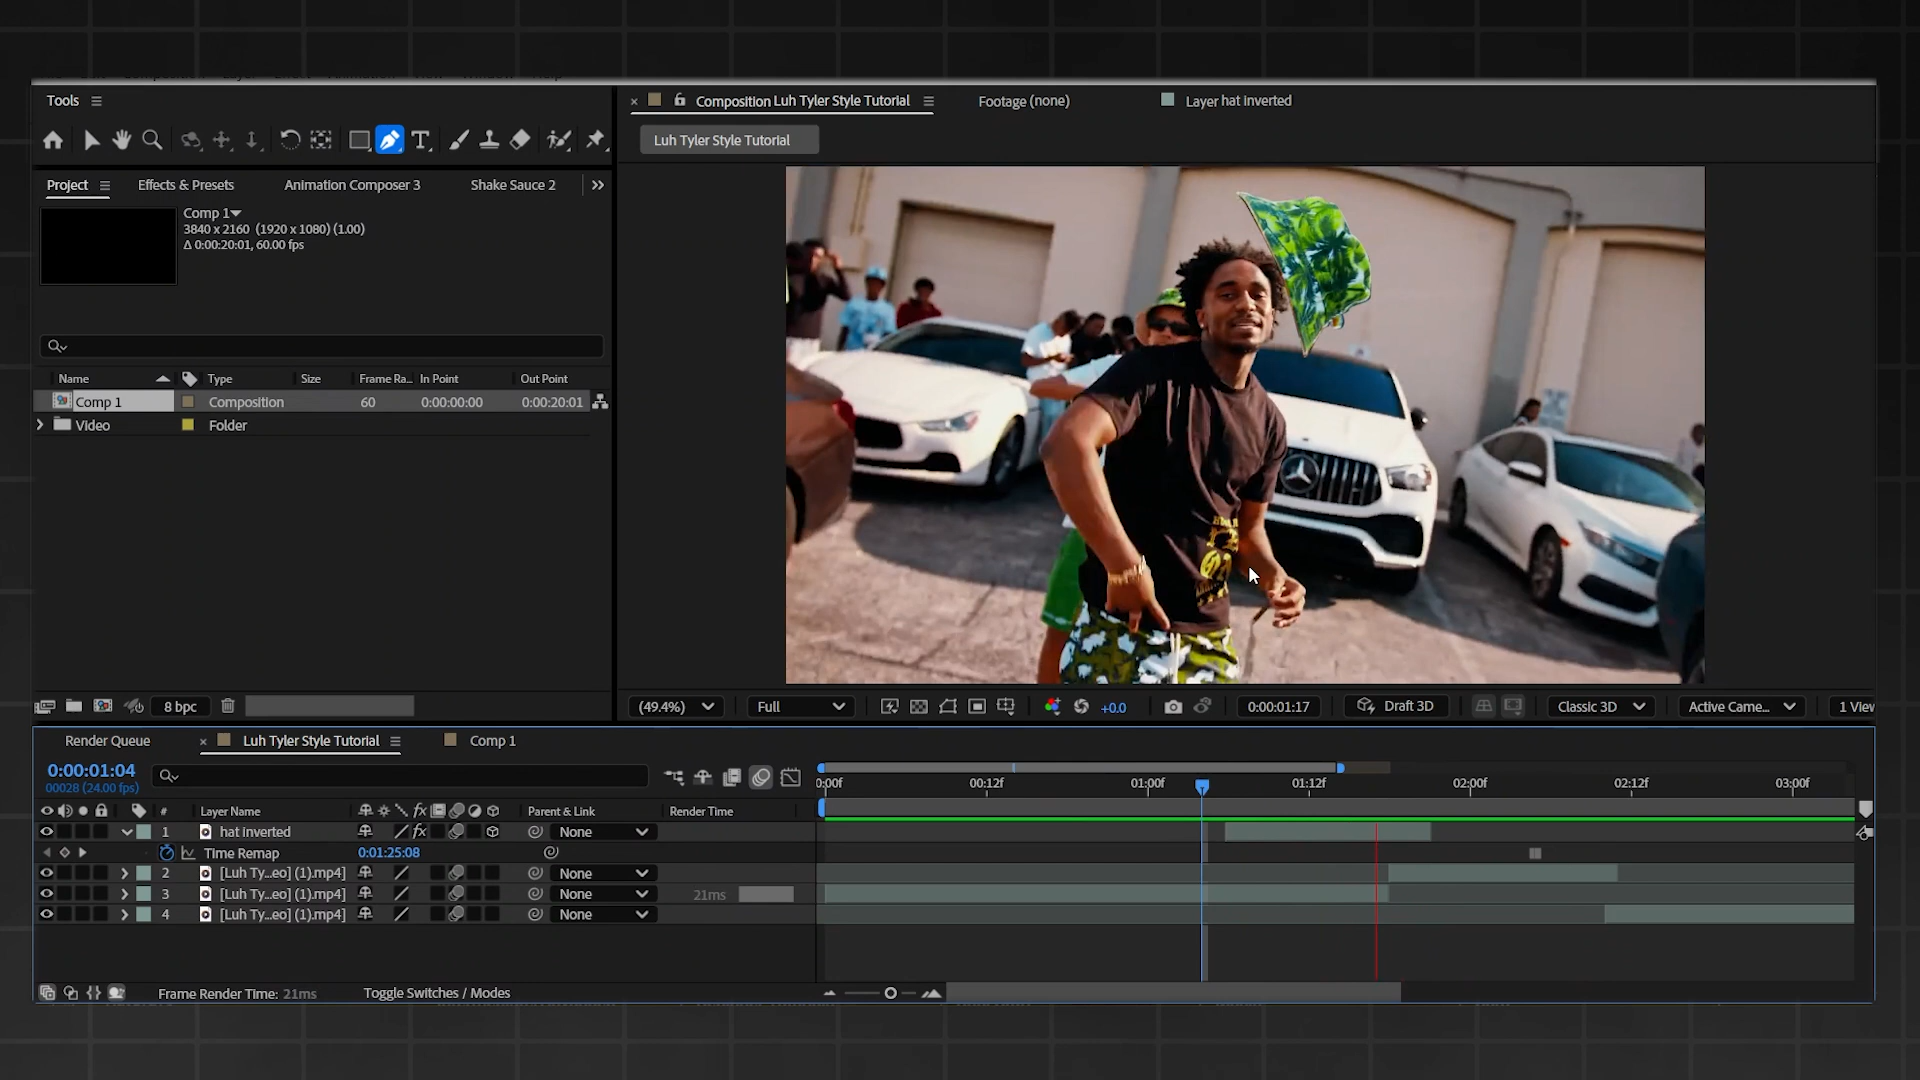 Tools
Composition Luh Tyler Style Tutorial
Footage (none)
Layer hat inverted
Luh Tyler Style Tutorial
Project
Effects & Presets
Animation Composer 3
Shake Sauce 2
Comp 1
3840 x 2160 (1920 x 1080) (1.00)
Δ 0:00:20:01, 60.00 fps
Name
Type
Size
Frame Ra...
In Point
Out Point
Comp 1
Composition
60
0:00:00:00
0:00:20:01
Video
Folder
8 bpc
(49.4%)
Full
+0.0
0:00:01:17
Draft 3D
Classic 3D
Active Came...
1 View
Render Queue
Luh Tyler Style Tutorial
Comp 1
0:00:01:04
00028 (24.00 fps)
0:00f
00:12f
01:00f
01:12f
02:00f
02:12f
03:00f
#
Layer Name
fx
Parent & Link
Render Time
1
hat inverted
fx
None
Time Remap
0:01:25:08
2
[Luh Ty...eo] (1).mp4]
None
3
[Luh Ty...eo] (1).mp4]
None
21ms
4
[Luh Ty...eo] (1).mp4]
None
Frame Render Time: 21ms
Toggle Switches / Modes